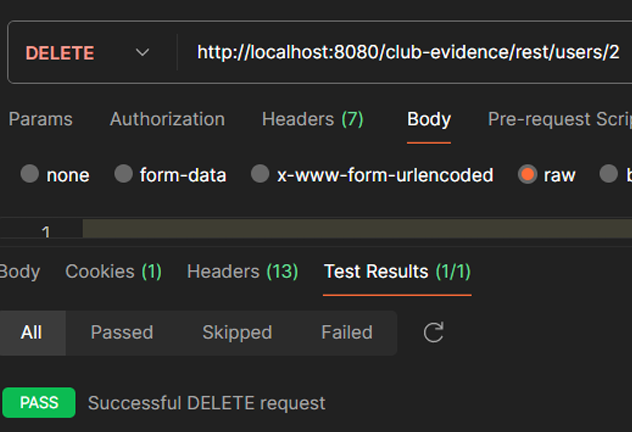 DELETE http://localhost:8080/club-evidence/rest/users/2
Params Authorization Headers (7) Body Pre-request Scri
none form-data x-www-form-urlencoded raw b
1
Body Cookies (1) Headers (13) Test Results (1/1)
All Passed Skipped Failed
PASS Successful DELETE request